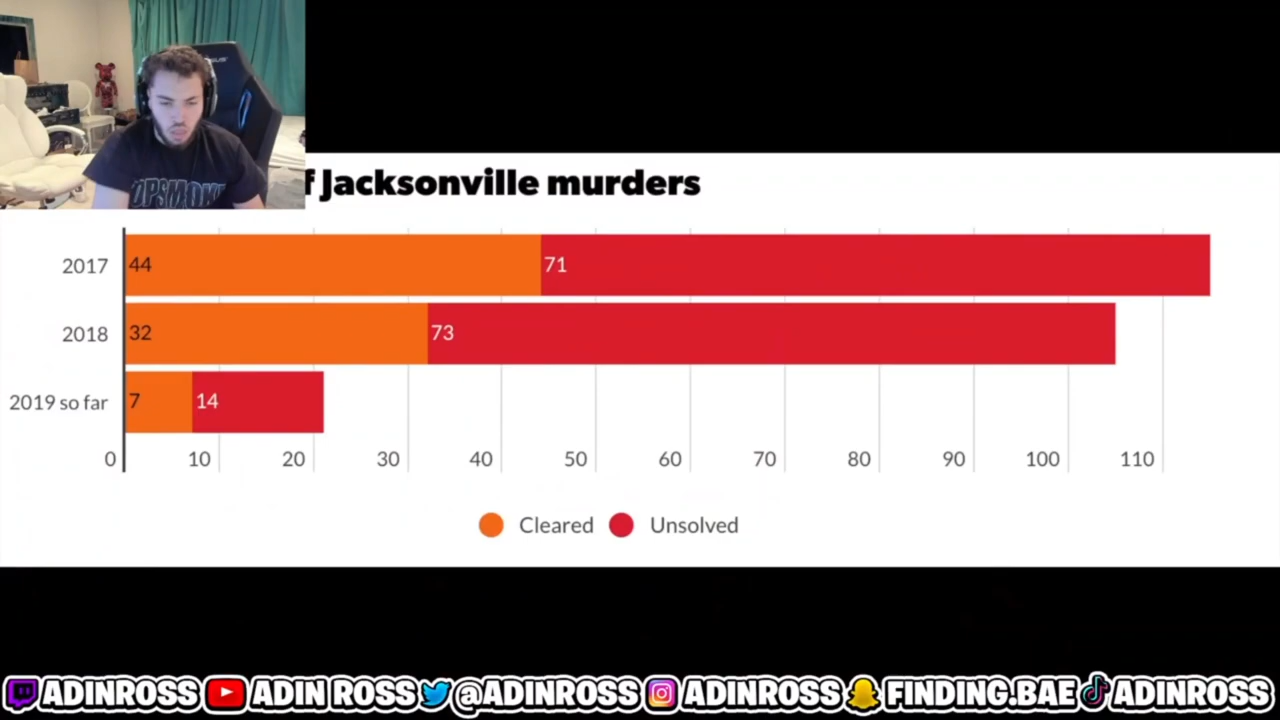 f Jacksonville murders
2017 44 71
2018 32 73
2019 so far 7 14
0 10 20 30 40 50 60 70 80 90 100 110
Cleared Unsolved
ADINROSS ADIN ROSS @ADINROSS ADINROSS FINDING.BAE ADINROSS